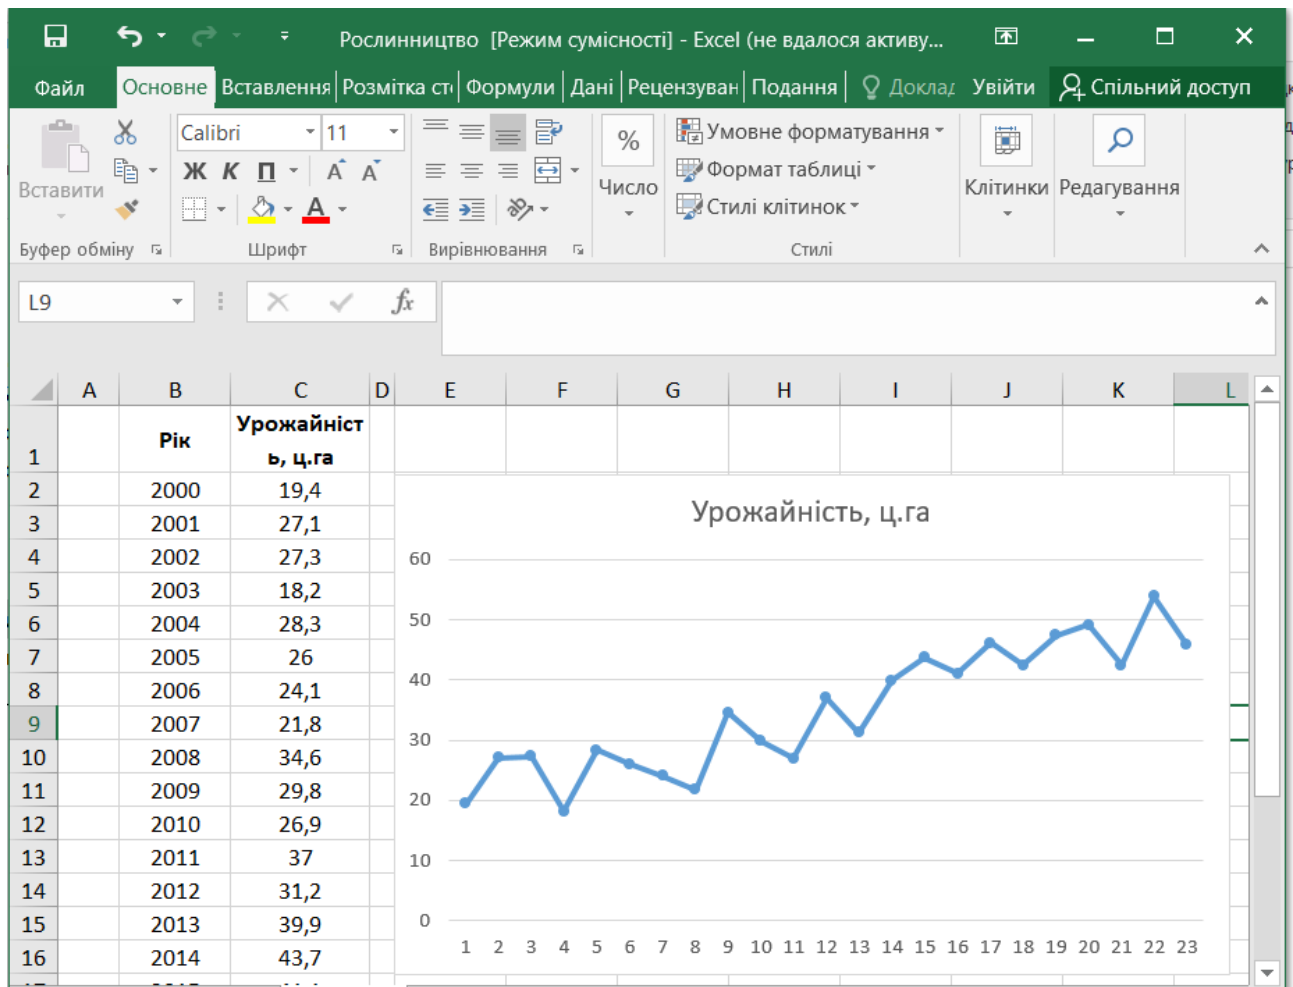 Рослинництво [Режим сумісності] - Excel (не вдалося актив­у...
Файл Основне Вставлення Розмітка ст Формули Дані Рецензуван Подання Доклад Увійти Спільний доступ
Calibri 11
Вставити
Ж К П А А
А
%
Число
Умовне форматування
Формат таблиці
Стилі клітинок
Клітинки Редагування
Буфер обміну Шрифт Вирівнювання Стилі
L9 fx
A B C D E F G H I J K L
1 Рік Урожайніст
ь, ц.га
2 2000 19,4
3 2001 27,1
4 2002 27,3
5 2003 18,2
6 2004 28,3
7 2005 26
8 2006 24,1
9 2007 21,8
10 2008 34,6
11 2009 29,8
12 2010 26,9
13 2011 37
14 2012 31,2
15 2013 39,9
16 2014 43,7
Урожайність, ц.га
60
50
40
30
20
10
0
1 2 3 4 5 6 7 8 9 10 11 12 13 14 15 16 17 18 19 20 21 22 23